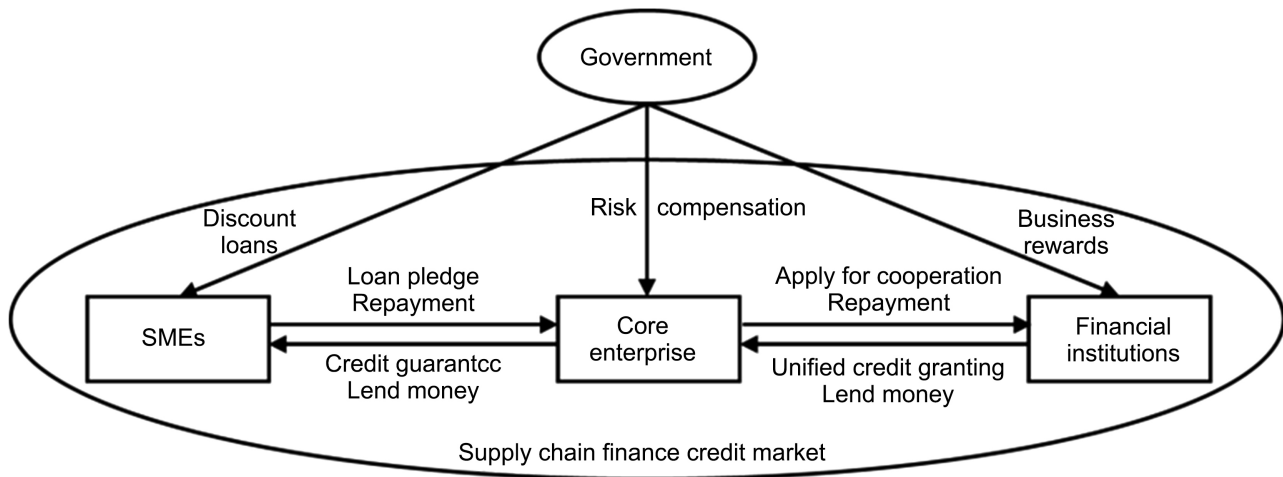 Government
Discount
loans
Risk compensation
Business
rewards
Loan pledge
Repayment
Apply for cooperation
Repayment
SMEs
Core
enterprise
Financial
institutions
Credit guarantcc
Lend money
Unified credit granting
Lend money
Supply chain finance credit market